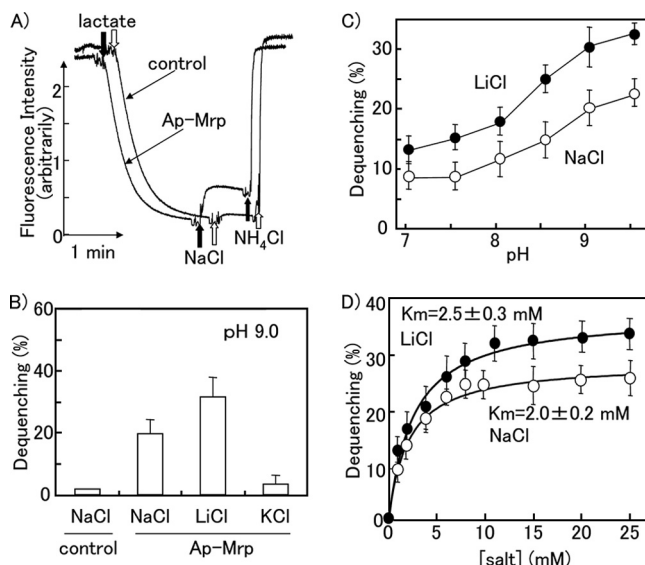 A)
lactate
control
Ap-Mrp
Fluorescence Intensity
(arbitrarily)
2
1
0
1 min
NaCl
NH4Cl
B)
Dequenching (%)
60
40
20
0
pH 9.0
NaCl NaCl LiCl KCl
control Ap-Mrp
C)
Dequenching (%)
30
20
10
0
LiCl
NaCl
7 8 9
pH
D)
Dequenching (%)
40
30
20
10
0
Km=2.5±0.3 mM
LiCl
Km=2.0±0.2 mM
NaCl
0 5 10 15 20 25
[salt] (mM)